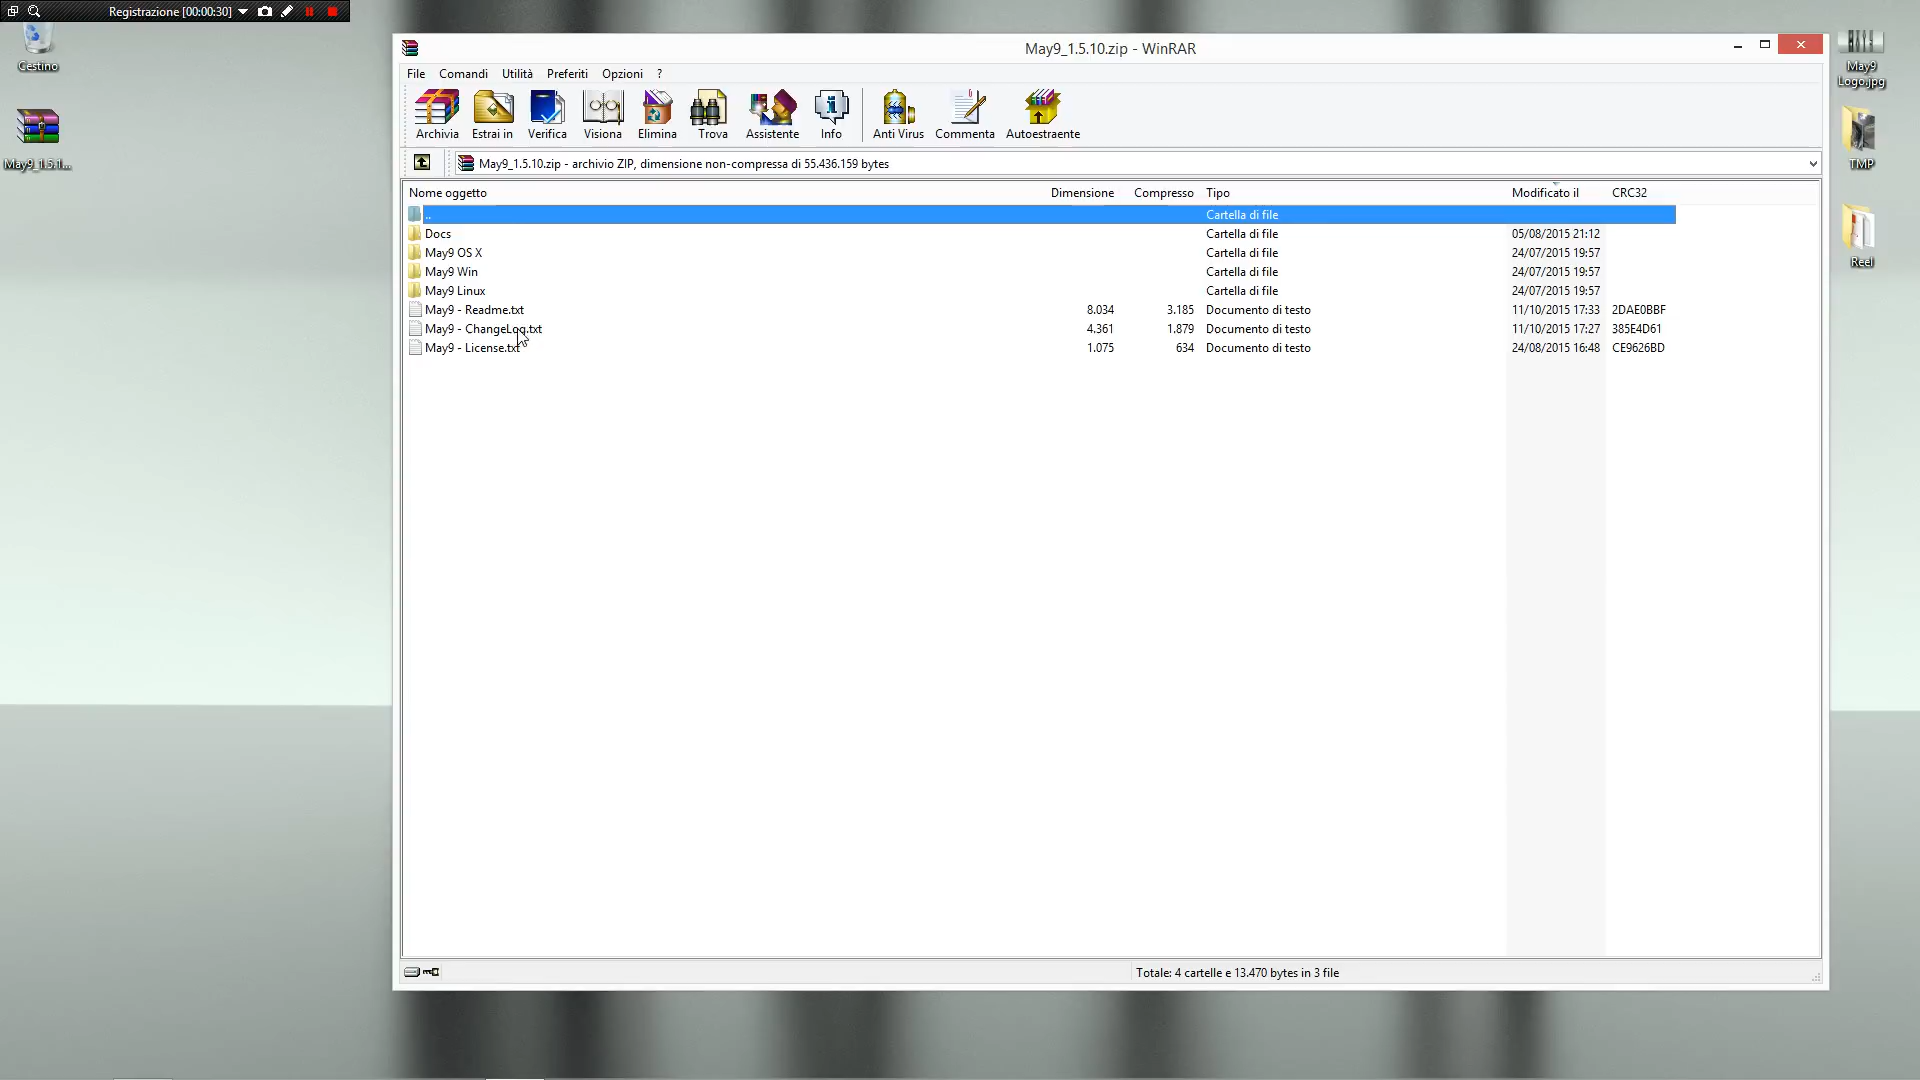 Registrazione [00:00:30]
Cestino
May9_1.5.1...
May9_1.5.10.zip - WinRAR
File Comandi Utilità Preferiti Opzioni ?
Archivia Estrai in Verifica Visiona Elimina Trova Assistente Info Anti Virus Commenta Autoestraente
May9_1.5.10.zip - archivio ZIP, dimensione non-compressa di 55.436.159 bytes
Nome oggetto Dimensione Compresso Tipo Modificato il CRC32
.. Cartella di file
Docs Cartella di file 05/08/2015 21:12
May9 OS X Cartella di file 24/07/2015 19:57
May9 Win Cartella di file 24/07/2015 19:57
May9 Linux Cartella di file 24/07/2015 19:57
May9 - Readme.txt 8.034 3.185 Documento di testo 11/10/2015 17:33 2DAE0BBF
May9 - ChangeLog.txt 4.361 1.879 Documento di testo 11/10/2015 17:27 385E4D61
May9 - License.txt 1.075 634 Documento di testo 24/08/2015 16:48 CE9626BD
Totale: 4 cartelle e 13.470 bytes in 3 file
May9
Logo.jpg
TMP
Reel